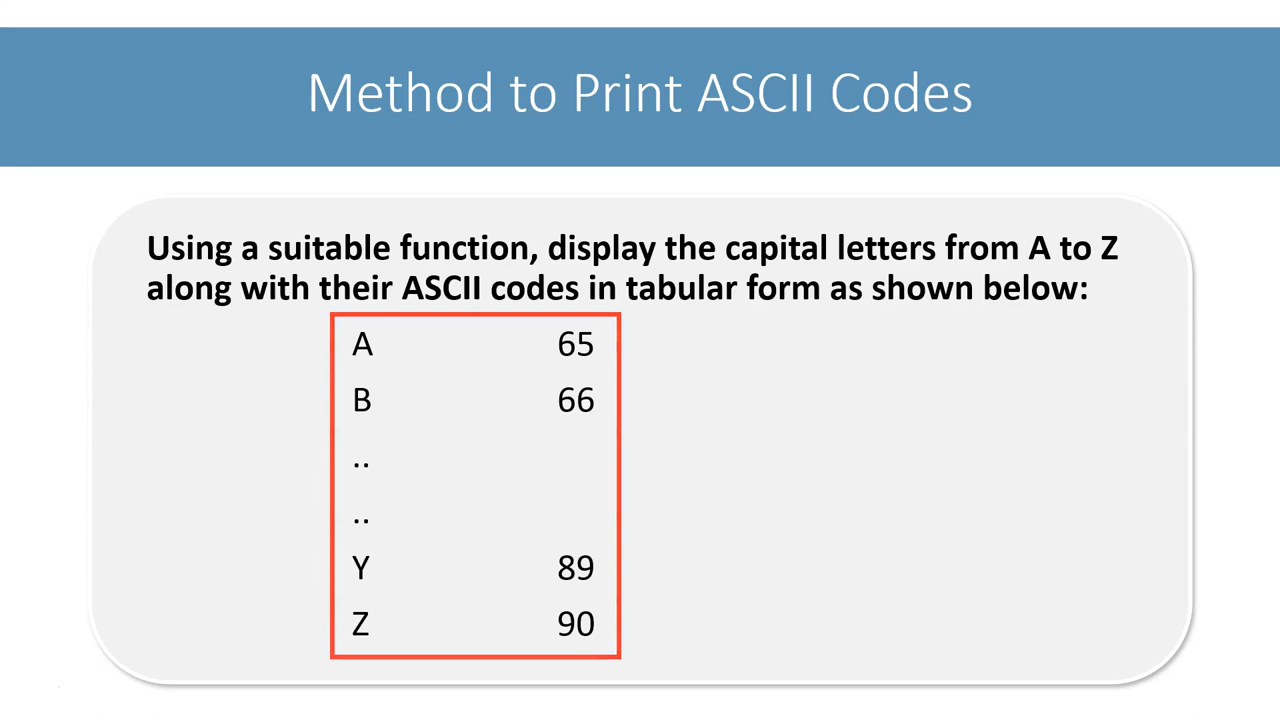 Method to Print ASCII Codes
Using a suitable function, display the capital letters from A to Z
along with their ASCII codes in tabular form as shown below:
A 65
B 66
..
..
Y 89
Z 90